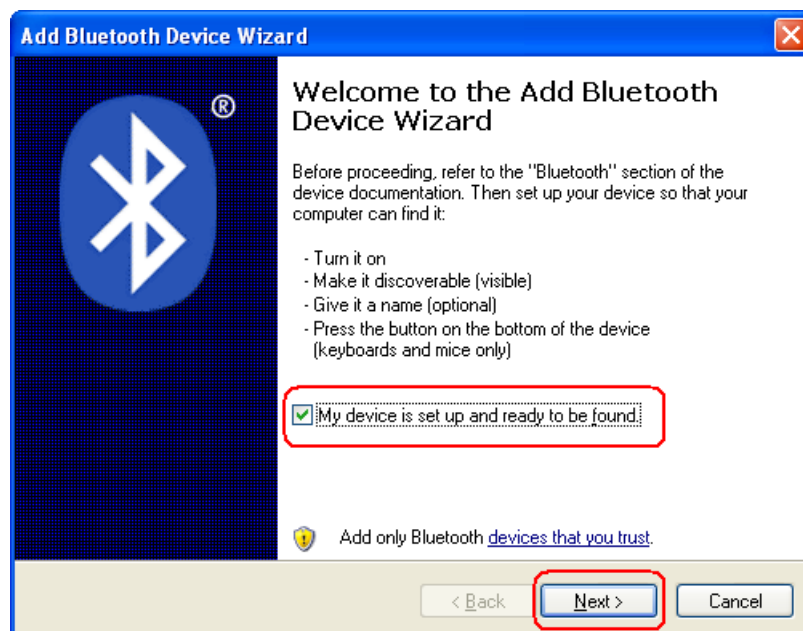 Add Bluetooth Device Wizard
®
Welcome to the Add Bluetooth
Device Wizard
Before proceeding, refer to the "Bluetooth" section of the
device documentation. Then set up your device so that your
computer can find it:
- Turn it on
- Make it discoverable (visible)
- Give it a name (optional)
- Press the button on the bottom of the device
(keyboards and mice only)
My device is set up and ready to be found.
Add only Bluetooth devices that you trust.
< Back Next > Cancel